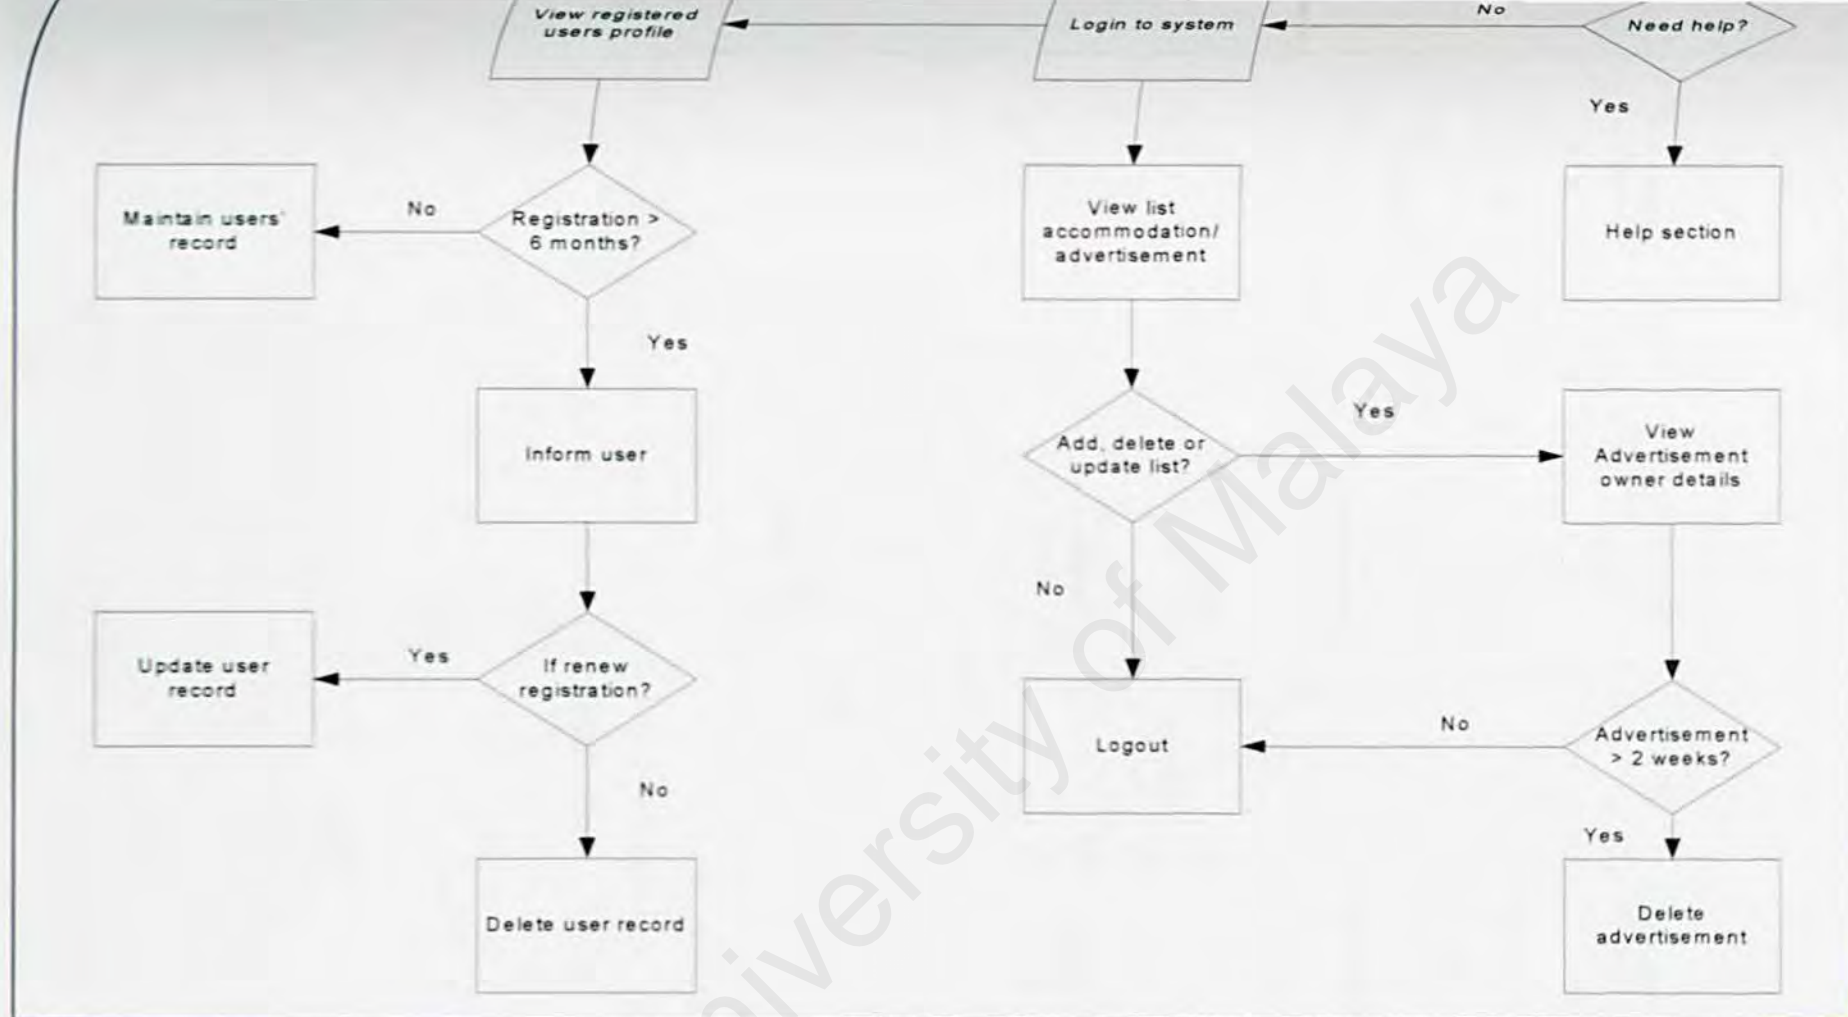 View registered
users profile
Login to system
No
Need help?
Yes
Maintain users'
record
No
Registration >
6 months?
View list
accommodation/
advertisement
Help section
Yes
Inform user
Add, delete or
update list?
Yes
View
Advertisement
owner details
No
Update user
record
Yes
If renew
registration?
Logout
No
Advertisement
> 2 weeks?
No
Yes
Delete user record
Delete
advertisement
University of Malaya